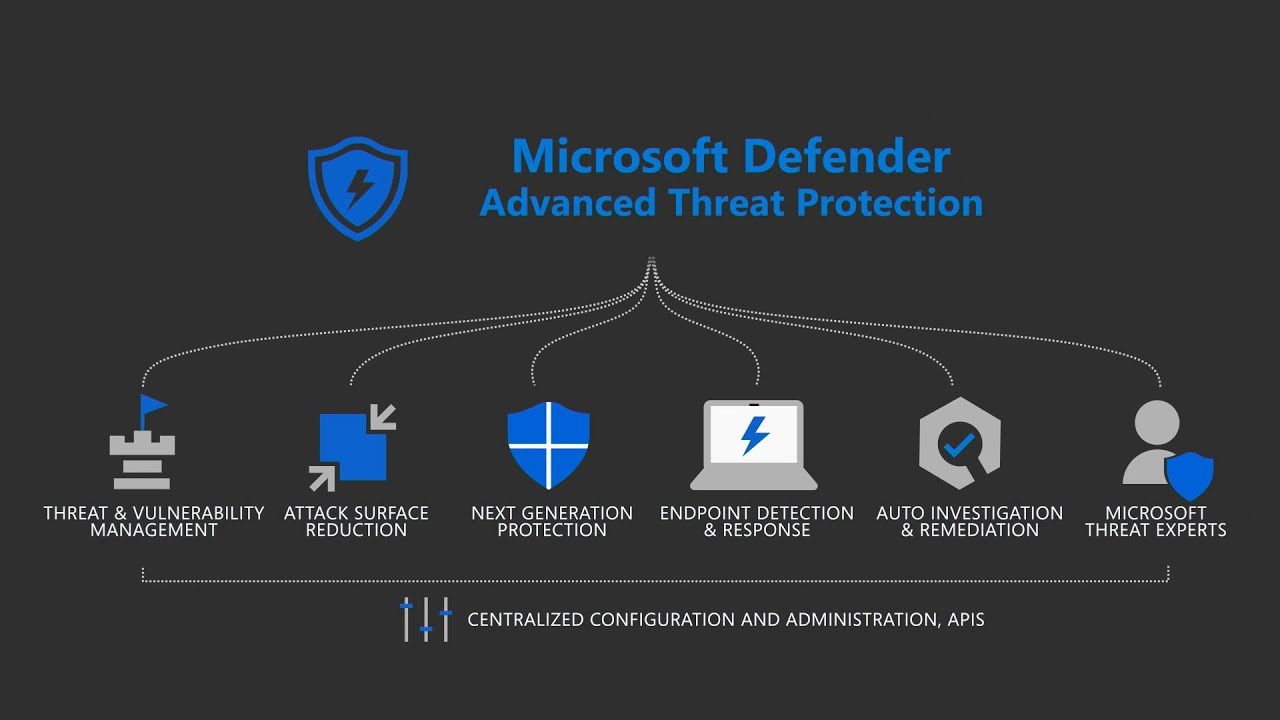 Microsoft Defender
Advanced Threat Protection
THREAT & VULNERABILITY
MANAGEMENT
ATTACK SURFACE
REDUCTION
NEXT GENERATION
PROTECTION
ENDPOINT DETECTION
& RESPONSE
AUTO INVESTIGATION
& REMEDIATION
MICROSOFT
THREAT EXPERTS
CENTRALIZED CONFIGURATION AND ADMINISTRATION, APIS